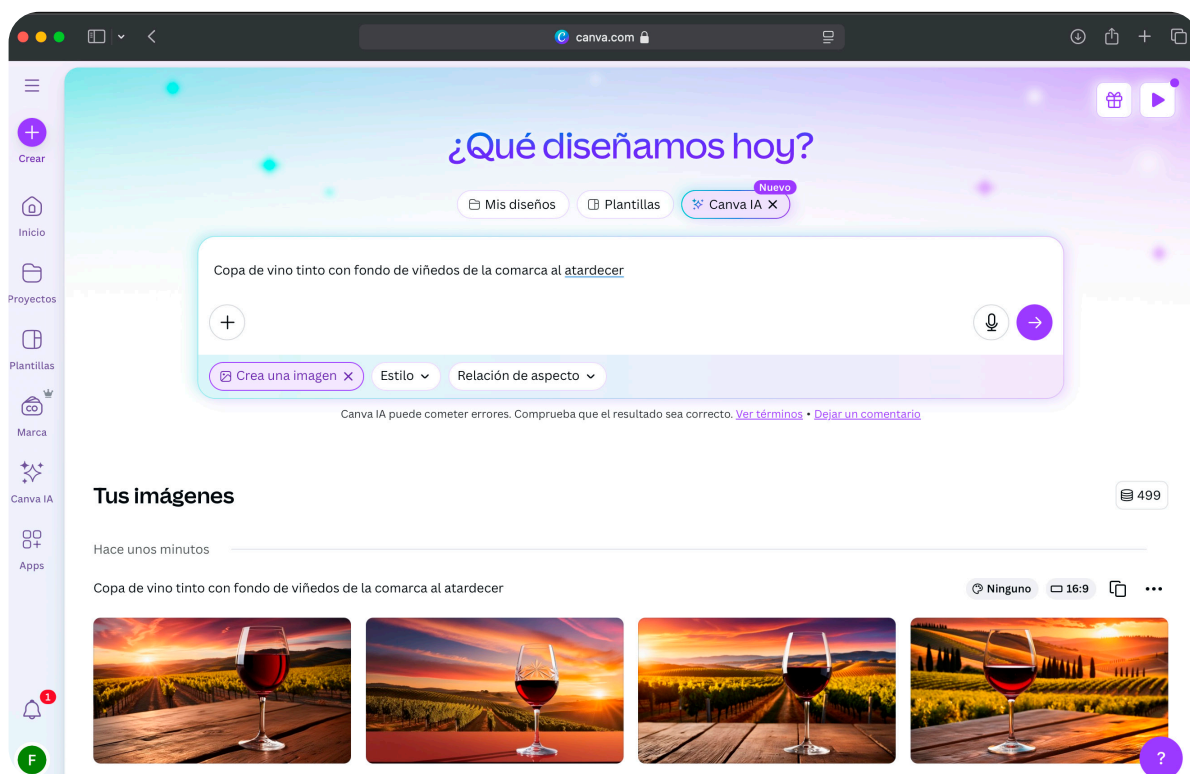 canva.com
Crear
Inicio
Proyectos
Plantillas
Marca
Canva IA
Apps
1
F
¿Qué diseñamos hoy?
Mis diseños
Plantillas
Canva IA
Nuevo
Copa de vino tinto con fondo de viñedos de la comarca al atardecer
Crea una imagen
Estilo
Relación de aspecto
Canva IA puede cometer errores. Comprueba que el resultado sea correcto. Ver términos • Dejar un comentario
Tus imágenes
499
Hace unos minutos
Copa de vino tinto con fondo de viñedos de la comarca al atardecer
Ninguno
16:9
?